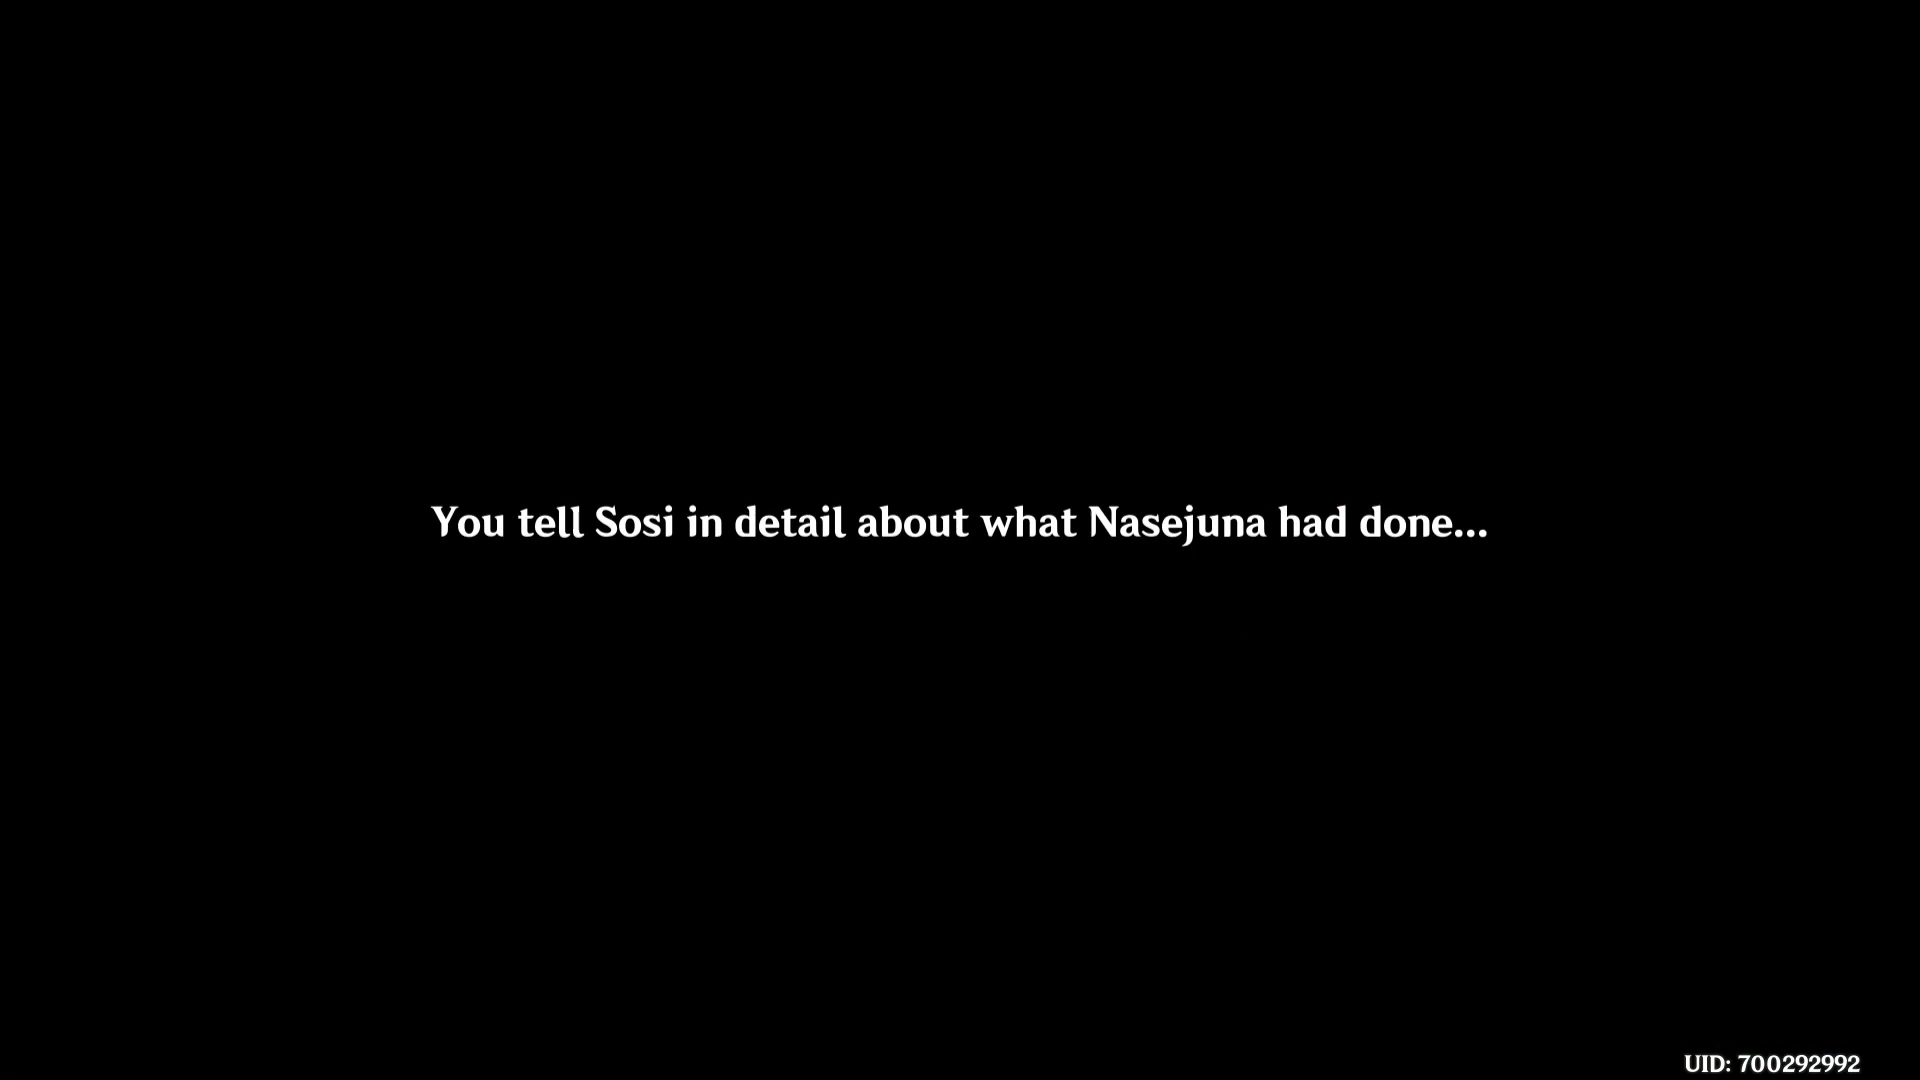 You tell Sosi in detail about what Nasejuna had done...
UID: 700292992